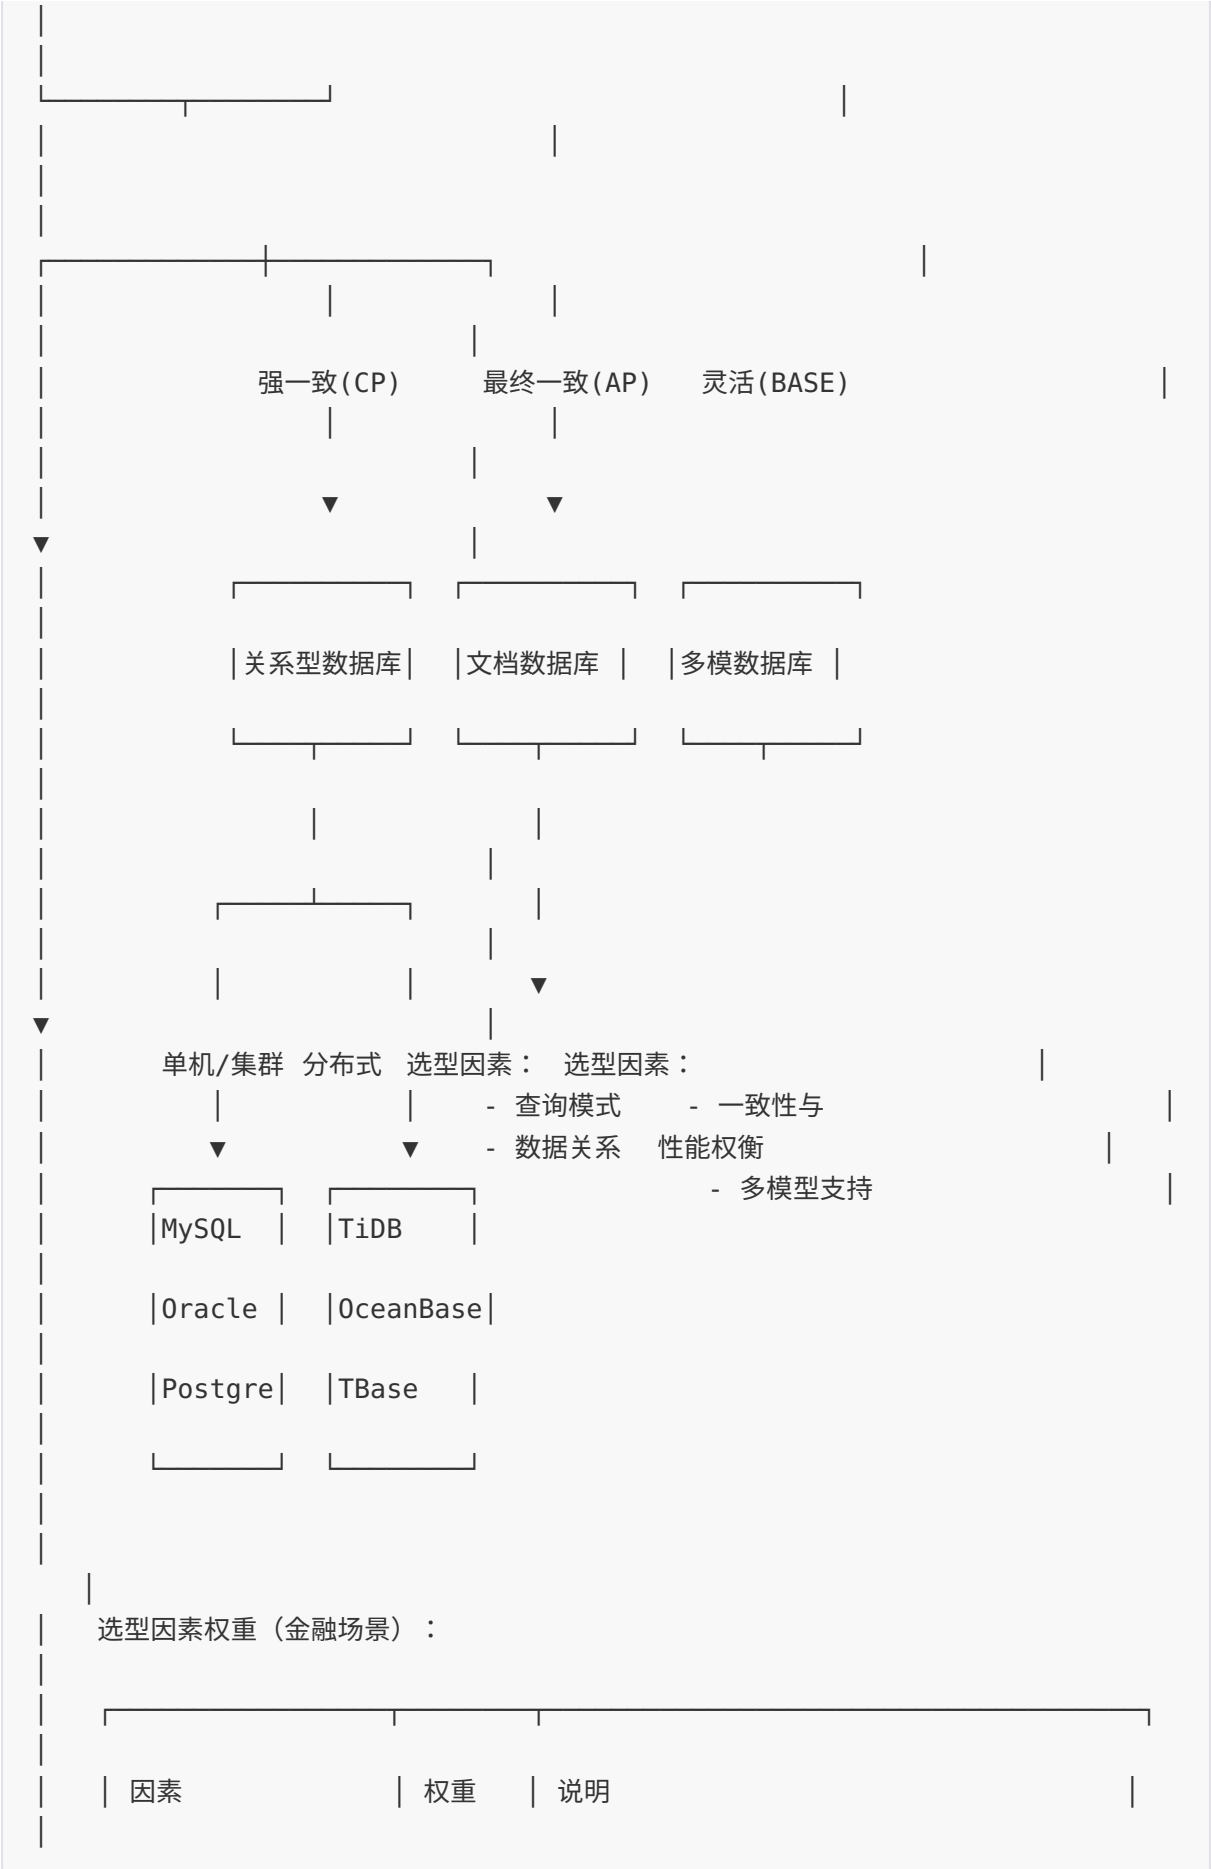 强一致(CP) 最终一致(AP) 灵活(BASE)
关系型数据库 文档数据库 多模数据库
单机/集群 分布式 选型因素： 选型因素：
- 查询模式 - 一致性与
- 数据关系 性能权衡
- 多模型支持
MySQL TiDB
Oracle OceanBase
Postgre TBase
选型因素权重（金融场景）：
因素 权重 说明